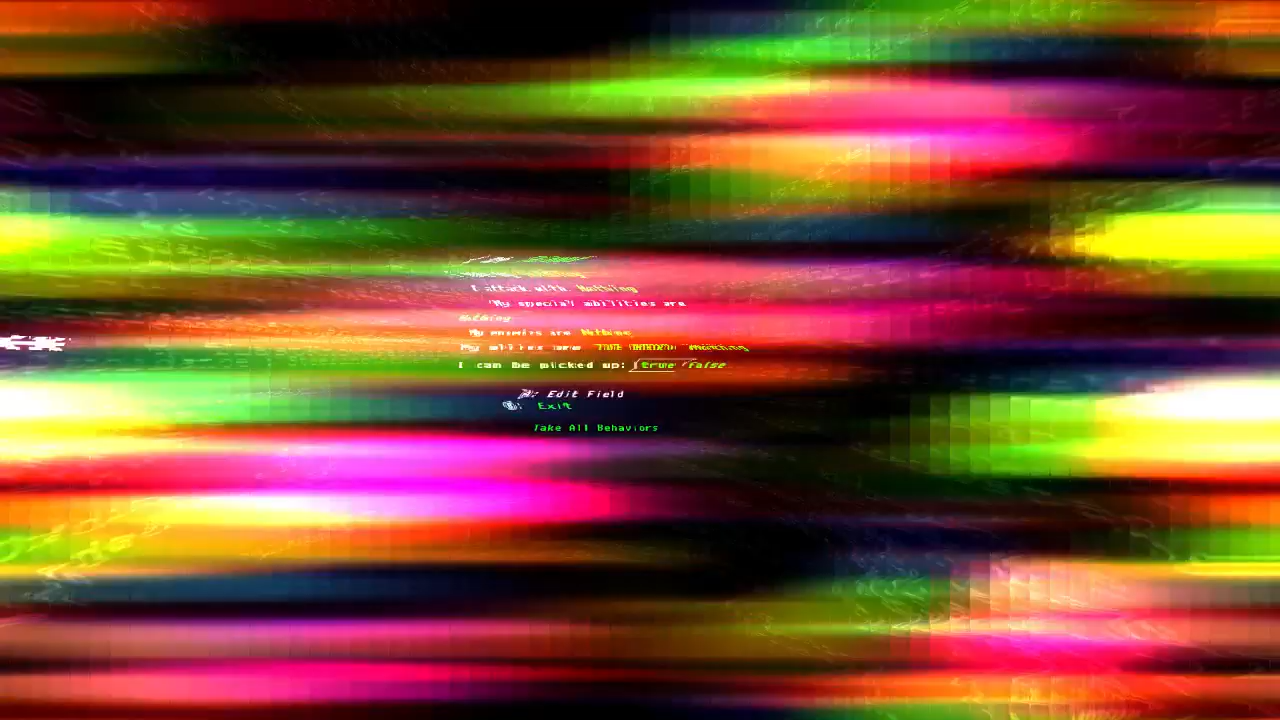 I attack with Nothing
My special abilities are
Nothing
My enemies are Nothing
My allies are
I can be picked up: true false
Edit Field
Exit
Take All Behaviors